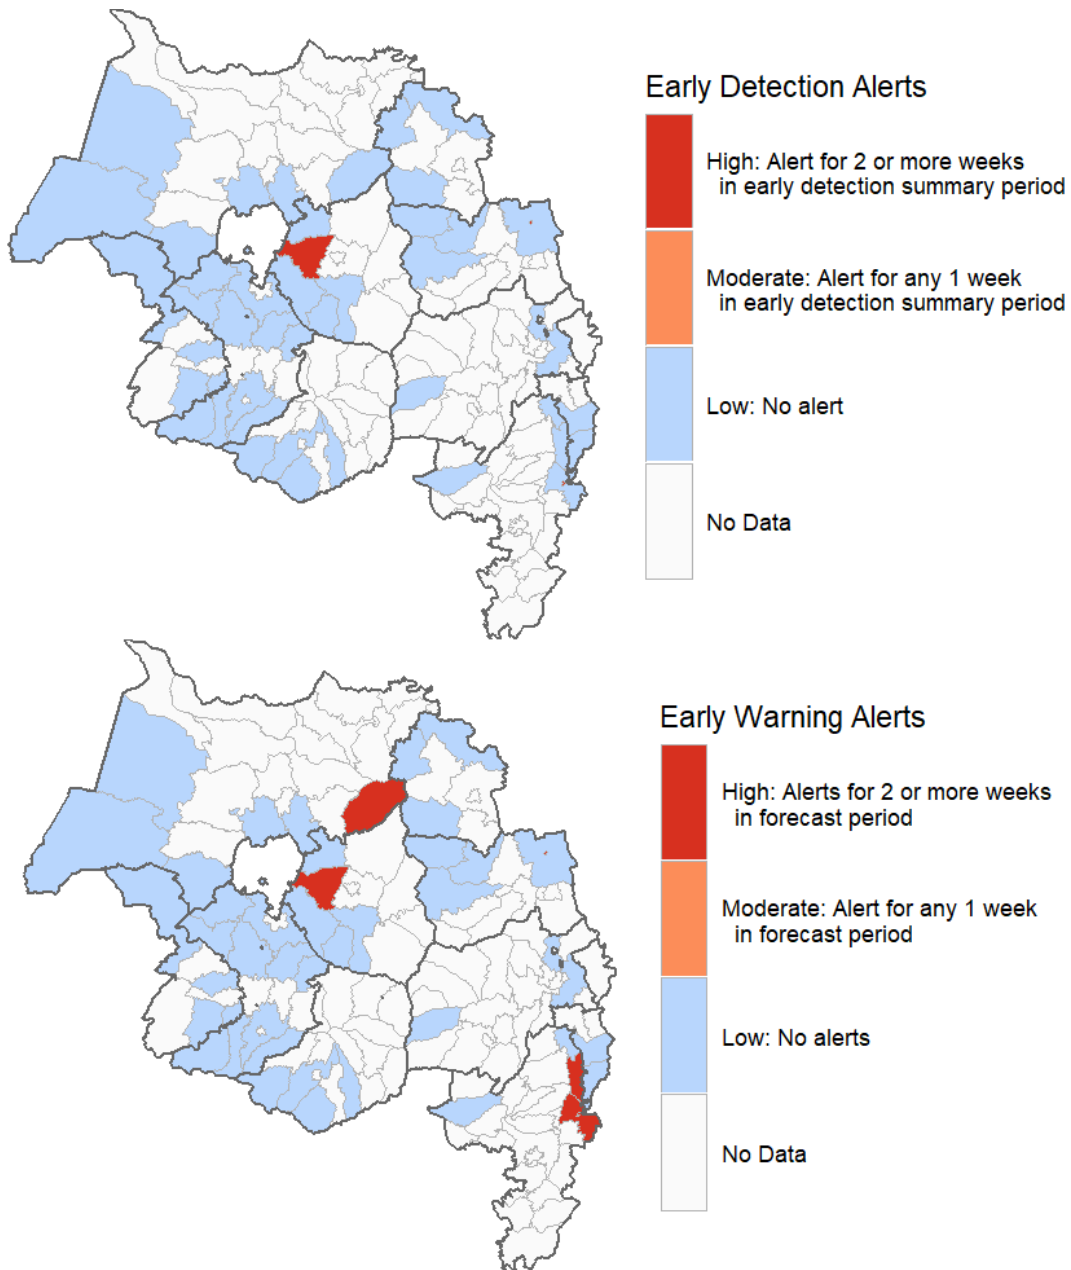 Early Detection Alerts
High: Alert for 2 or more weeks
in early detection summary period
Moderate: Alert for any 1 week
in early detection summary period
Low: No alert
No Data
Early Warning Alerts
High: Alerts for 2 or more weeks
in forecast period
Moderate: Alert for any 1 week
in forecast period
Low: No alerts
No Data